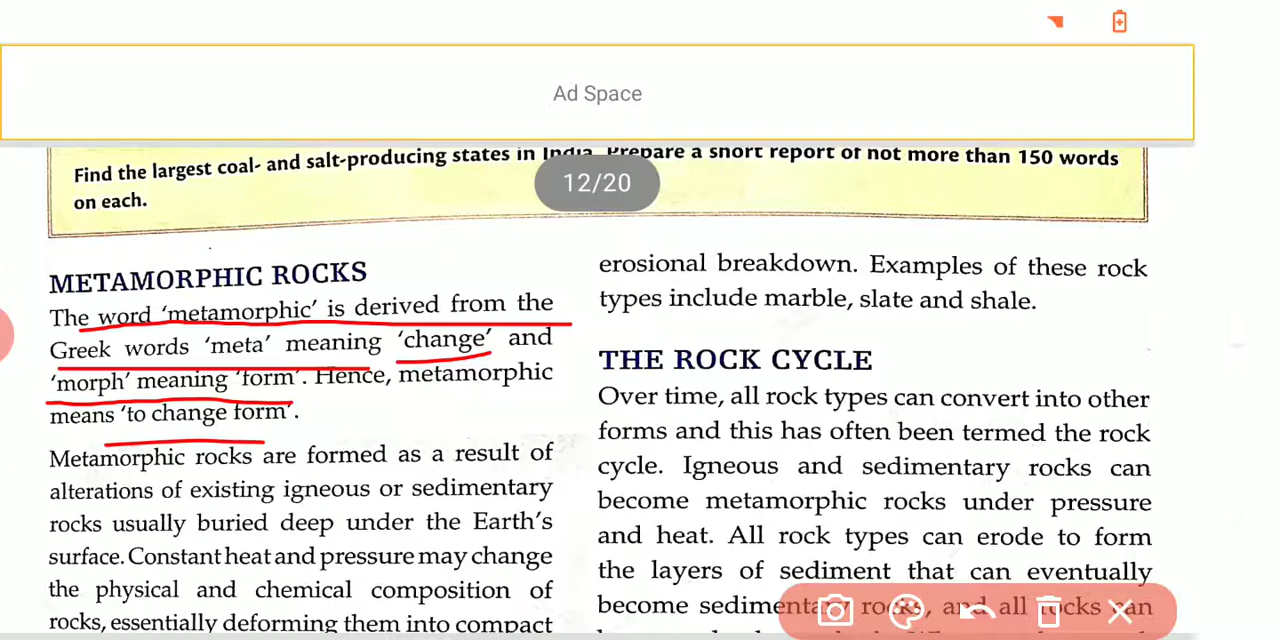 Ad Space
Find the largest coal- and salt-producing states in India. Prepare a short report of not more than 150 words
on each.
12/20
METAMORPHIC ROCKS
The word ‘metamorphic’ is derived from the
Greek words ‘meta’ meaning ‘change’ and
‘morph’ meaning ‘form’. Hence, metamorphic
means ‘to change form’.
Metamorphic rocks are formed as a result of
alterations of existing igneous or sedimentary
rocks usually buried deep under the Earth’s
surface. Constant heat and pressure may change
the physical and chemical composition of
rocks, essentially deforming them into compact
erosional breakdown. Examples of these rock
types include marble, slate and shale.
THE ROCK CYCLE
Over time, all rock types can convert into other
forms and this has often been termed the rock
cycle. Igneous and sedimentary rocks can
become metamorphic rocks under pressure
and heat. All rock types can erode to form
the layers of sediment that can eventually
become sedimentary rocks, and all rocks can